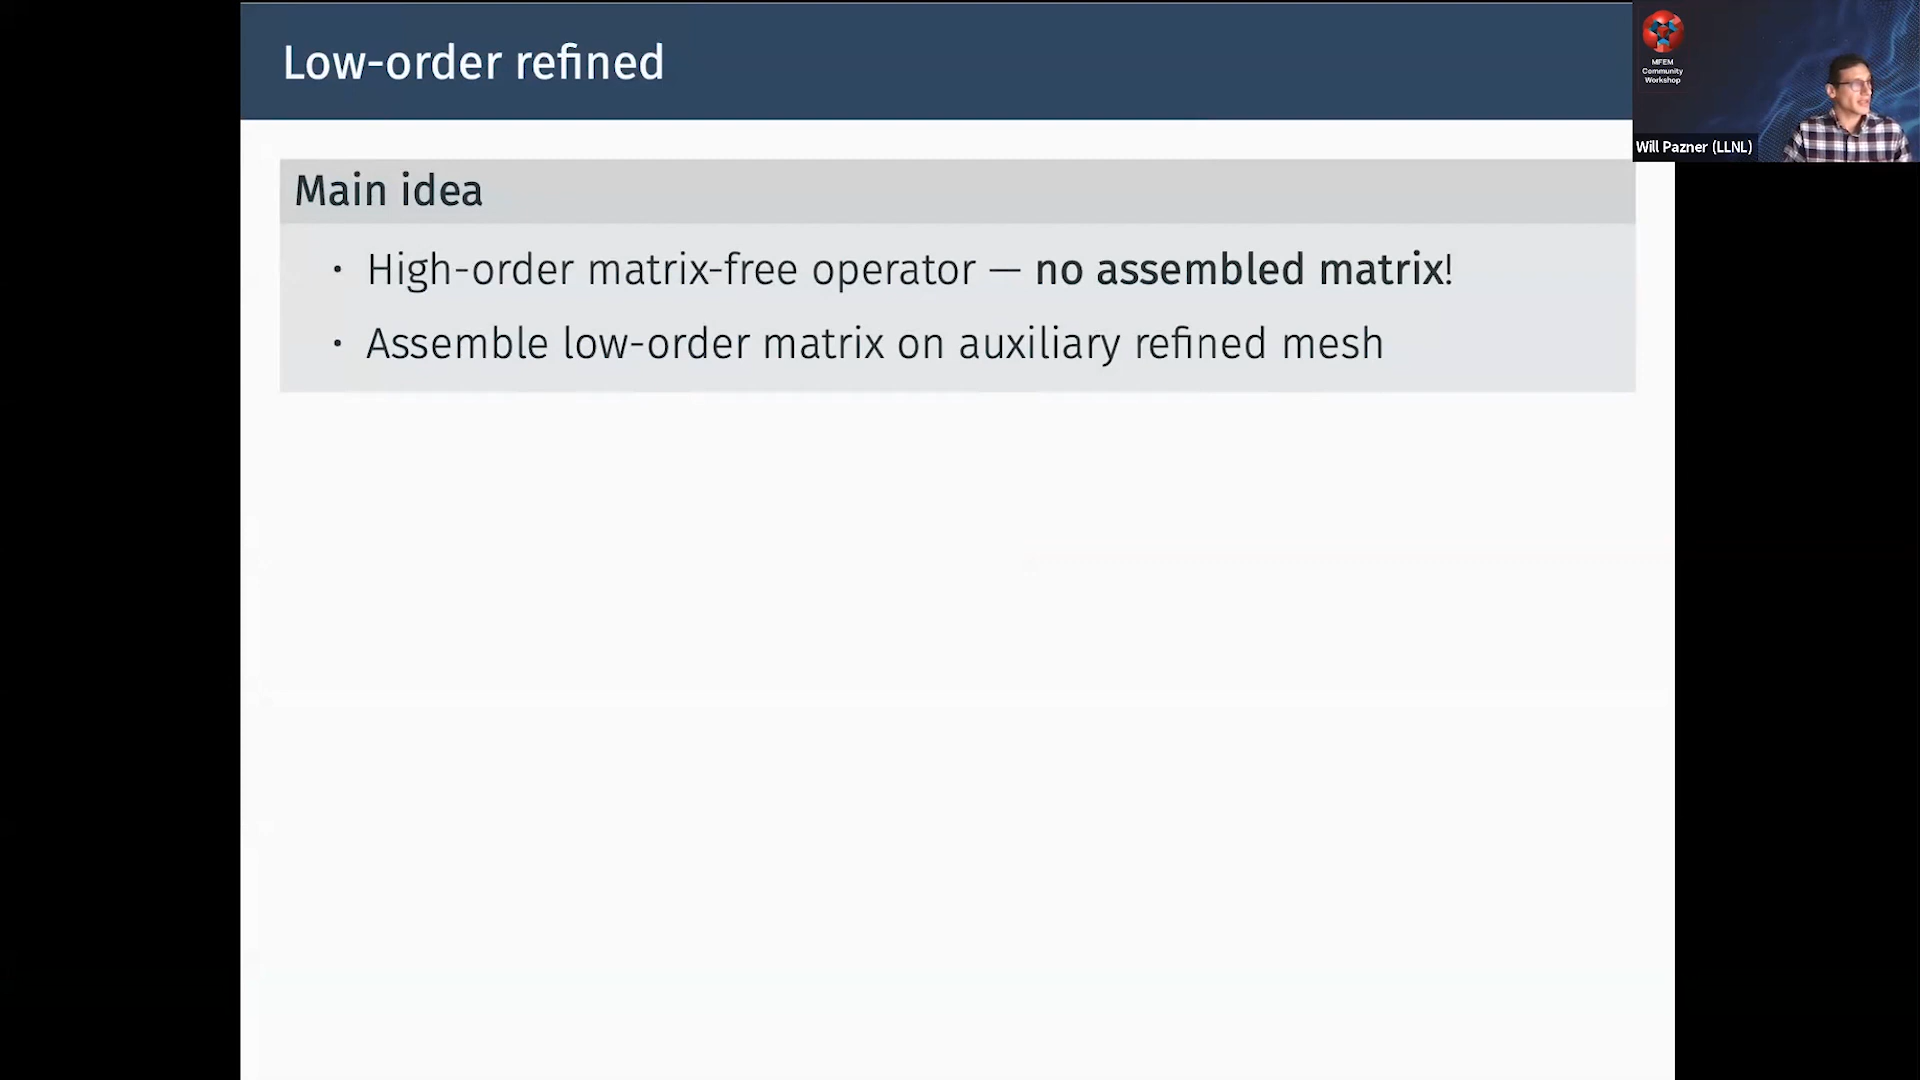 Low-order refined
Main idea
• High-order matrix-free operator — no assembled matrix!
• Assemble low-order matrix on auxiliary refined mesh
MFEM
Community
Workshop
Will Pazner (LLNL)